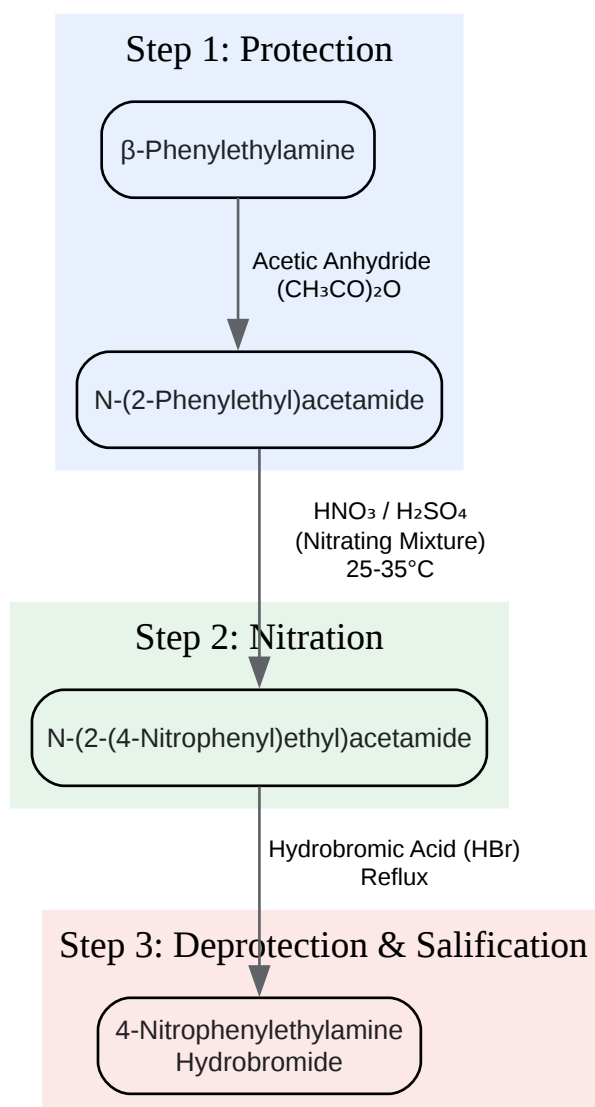 Step 1: Protection
β-Phenylethylamine
Acetic Anhydride
(CH₃CO)₂O
N-(2-Phenylethyl)acetamide
HNO₃ / H₂SO₄
(Nitrating Mixture)
25-35°C
Step 2: Nitration
N-(2-(4-Nitrophenyl)ethyl)acetamide
Hydrobromic Acid (HBr)
Reflux
Step 3: Deprotection & Salification
4-Nitrophenylethylamine
Hydrobromide